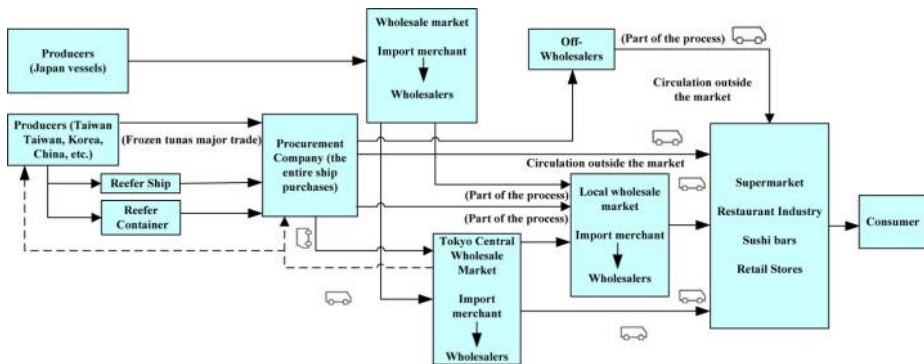 Wholesale market
Import merchant
Wholesalers
Producers
(Japan vessels)
Off-
Wholesalers
(Part of the process)
Circulation outside
the market
Producers (Taiwan
Taiwan, Korea,
China, etc.)
(Frozen tunas major trade)
Reefer Ship
Reefer
Container
Procurement
Company (the
entire ship
purchases)
Circulation outside the market
(Part of the process)
(Part of the process)
Local wholesale
market
Import merchant
Wholesalers
Tokyo Central
Wholesale
Market
Import
merchant
Wholesalers
Supermarket
Restaurant Industry
Sushi bars
Retail Stores
Consumer